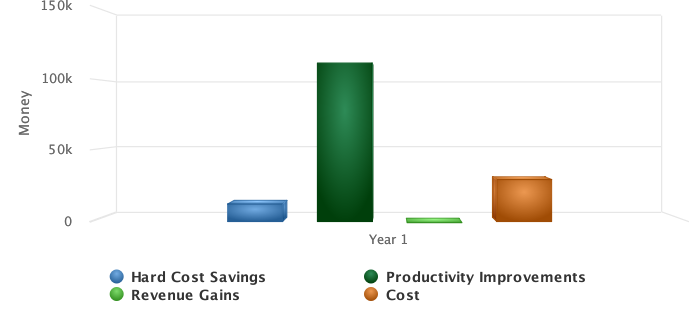 150k
100k
50k
0
Money
Year 1
Hard Cost Savings
Productivity Improvements
Revenue Gains
Cost